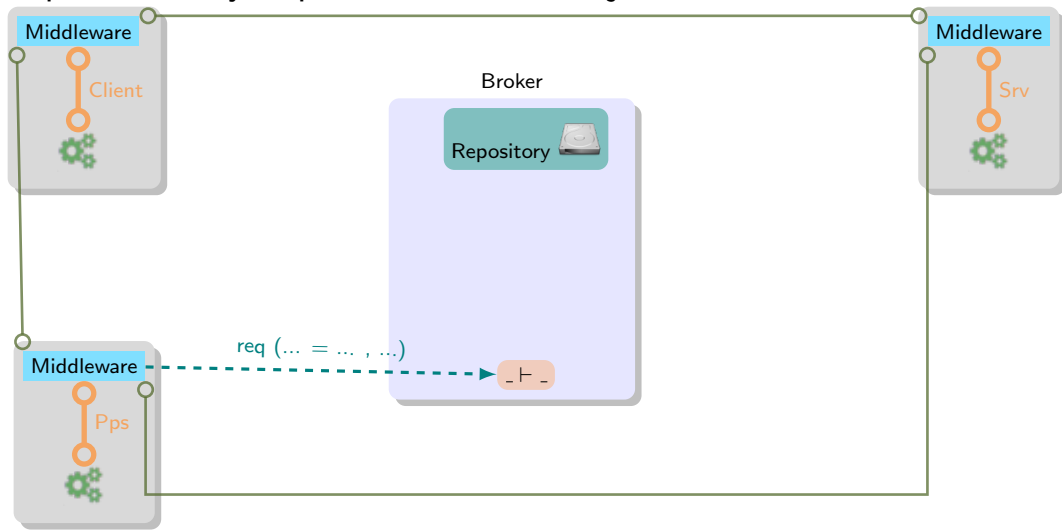 Middleware
Client
Middleware
Srv
Broker
Repository
req (... = ... , ...)
Middleware
_ ⊢ _
Pps